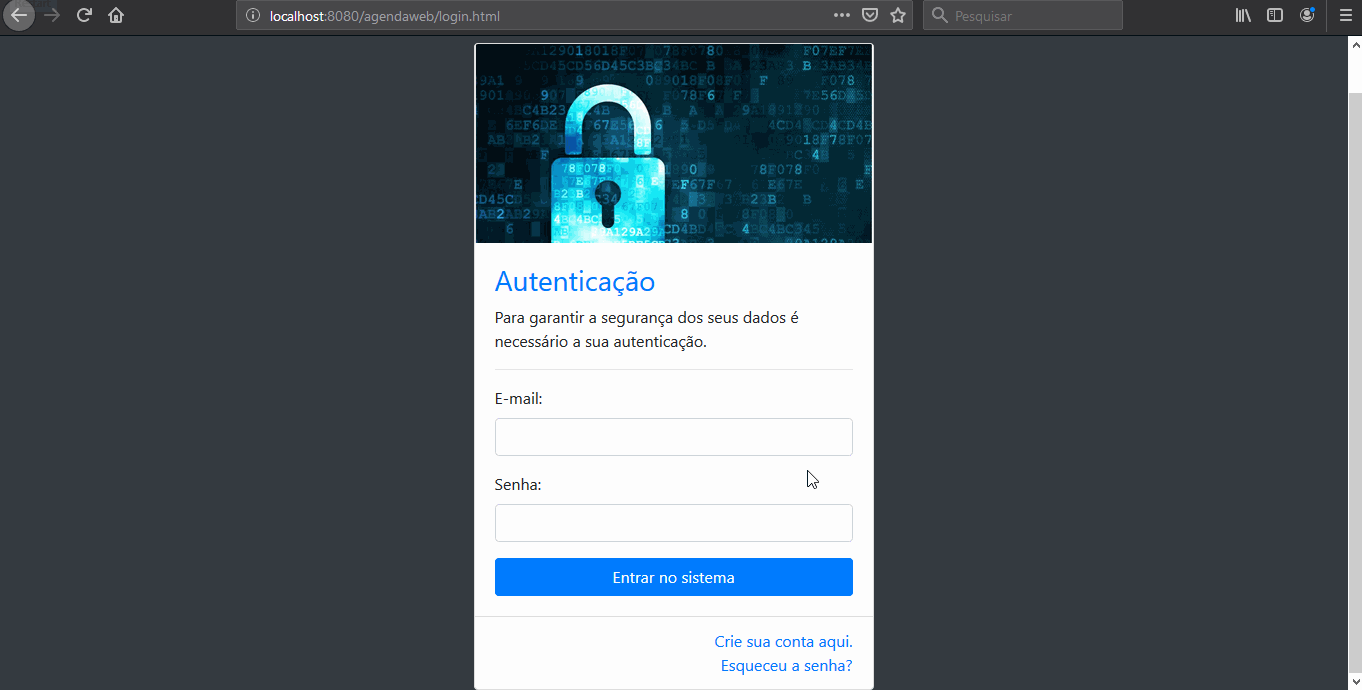 localhost:8080/agendaweb/login.html
Pesquisar
Autenticação
Para garantir a segurança dos seus dados é
necessário a sua autenticação.
E-mail:
Senha:
Entrar no sistema
Crie sua conta aqui.
Esqueceu a senha?